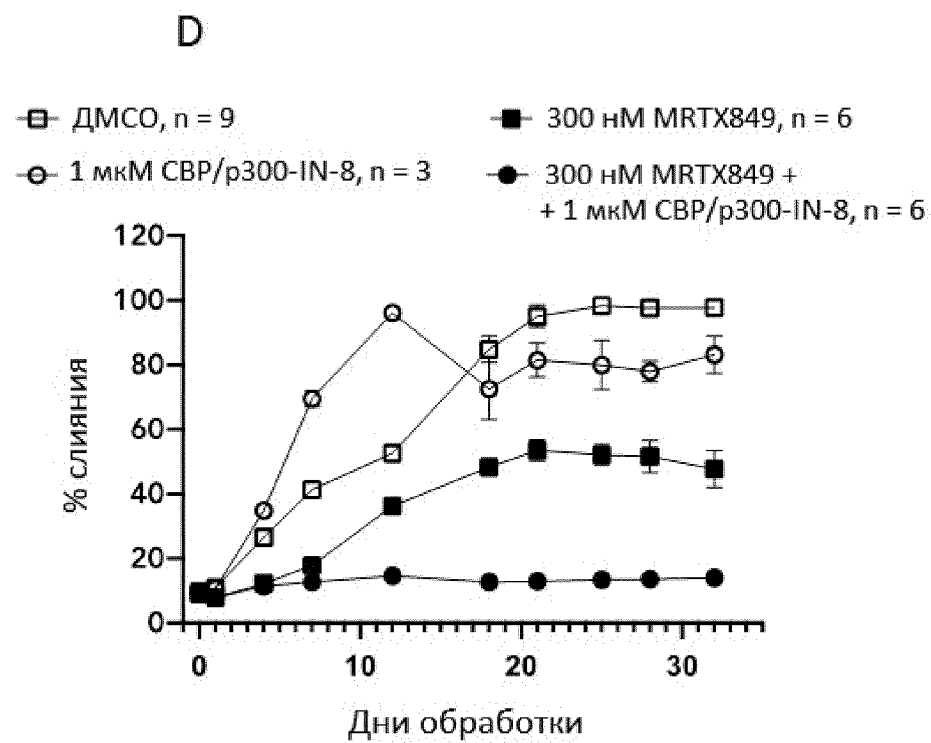 D
ДМСО, n = 9
1 мкМ CBP/p300-IN-8, n = 3
300 нМ MRTX849, n = 6
300 нМ MRTX849 +
+ 1 мкМ CBP/p300-IN-8, n = 6
120
100
80
60
40
20
0
% слияния
0 10 20 30
Дни обработки